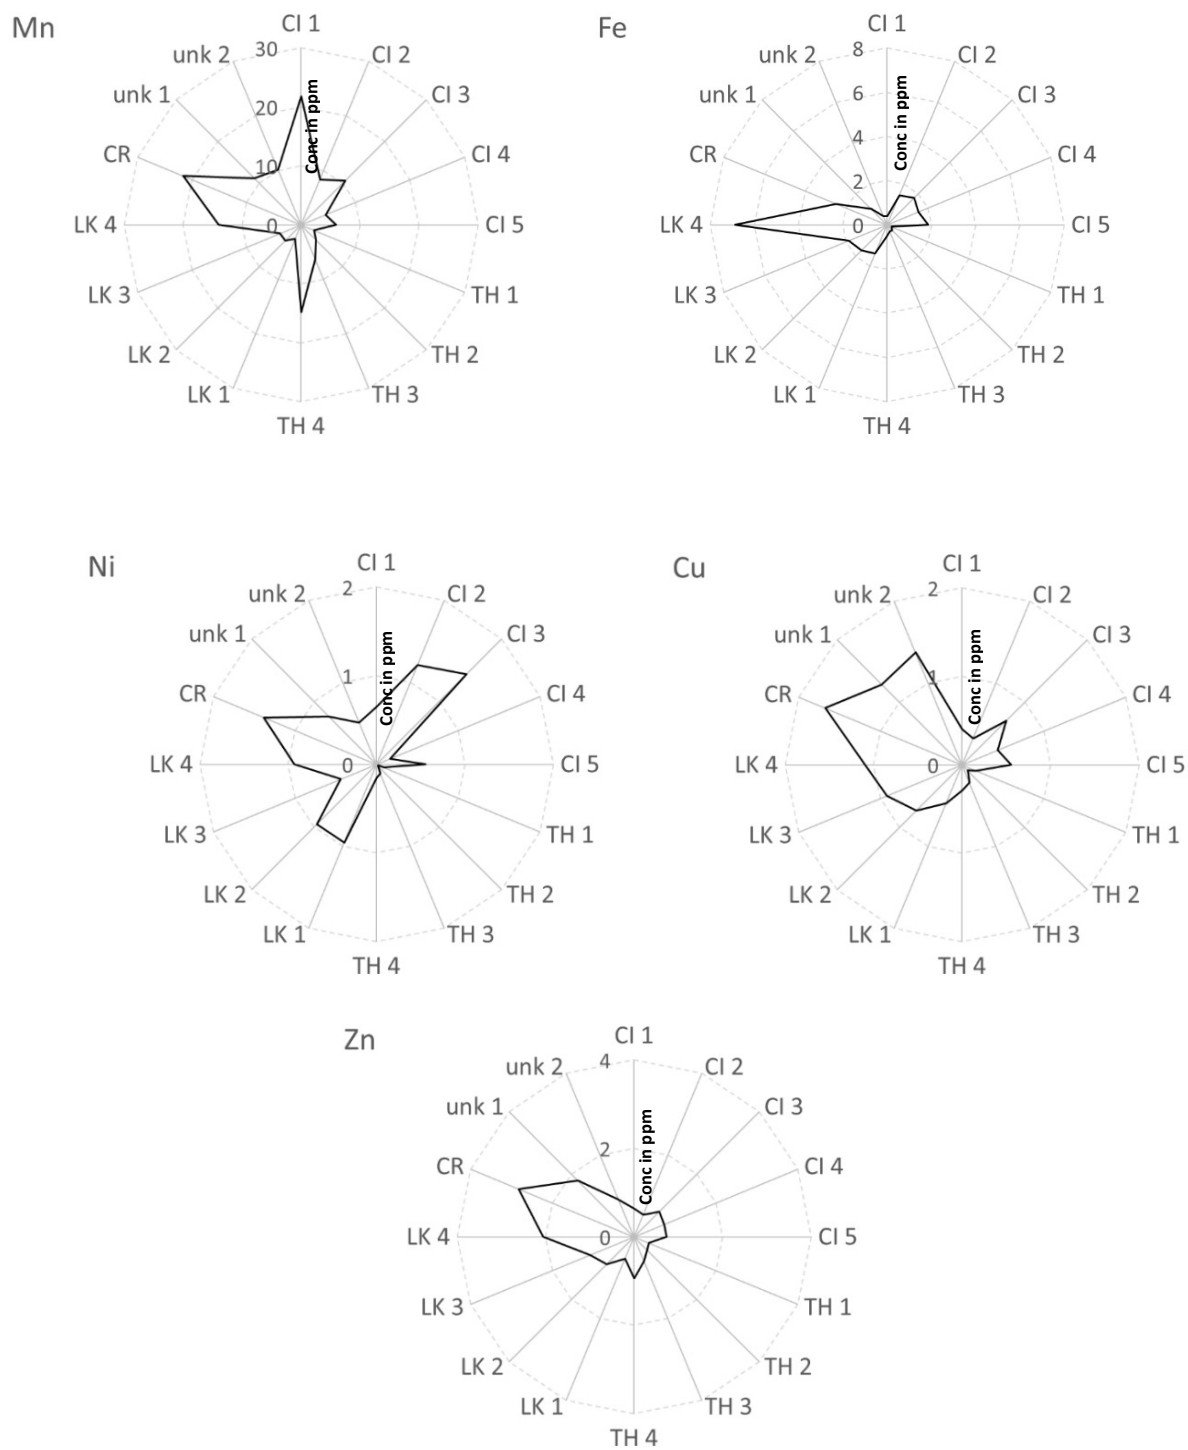 Mn
CI 1
30
unk 2
CI 2
unk 1
20
CI 3
Conc in ppm
CR
10
CI 4
LK 4
0
CI 5
LK 3
TH 1
LK 2
TH 2
LK 1
TH 3
TH 4
Fe
CI 1
8
unk 2
CI 2
unk 1
6
CI 3
Conc in ppm
4
CR
CI 4
2
LK 4
0
CI 5
LK 3
TH 1
LK 2
TH 2
LK 1
TH 3
TH 4
Ni
CI 1
2
unk 2
CI 2
unk 1
CI 3
1
Conc in ppm
CR
CI 4
LK 4
0
CI 5
LK 3
TH 1
LK 2
TH 2
LK 1
TH 3
TH 4
Cu
CI 1
2
unk 2
CI 2
unk 1
CI 3
1
Conc in ppm
CR
CI 4
LK 4
0
CI 5
LK 3
TH 1
LK 2
TH 2
LK 1
TH 3
TH 4
Zn
CI 1
4
unk 2
CI 2
unk 1
CI 3
2
Conc in ppm
CR
CI 4
LK 4
0
CI 5
LK 3
TH 1
LK 2
TH 2
LK 1
TH 3
TH 4